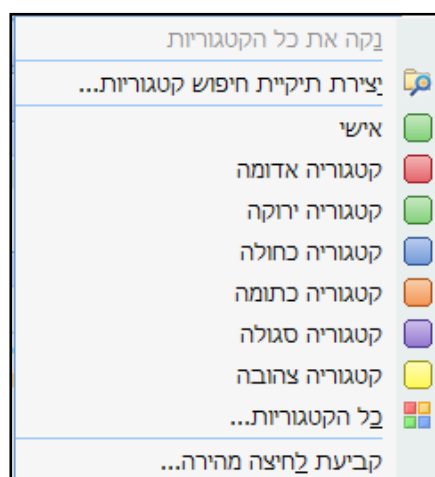 נקה את כל הקטגוריות
יצירת תיקיית חיפוש קטגוריות...
אישי
קטגוריה אדומה
קטגוריה ירוקה
קטגוריה כחולה
קטגוריה כתומה
קטגוריה סגולה
קטגוריה צהובה
כל הקטגוריות...
קביעת לחיצה מהירה...